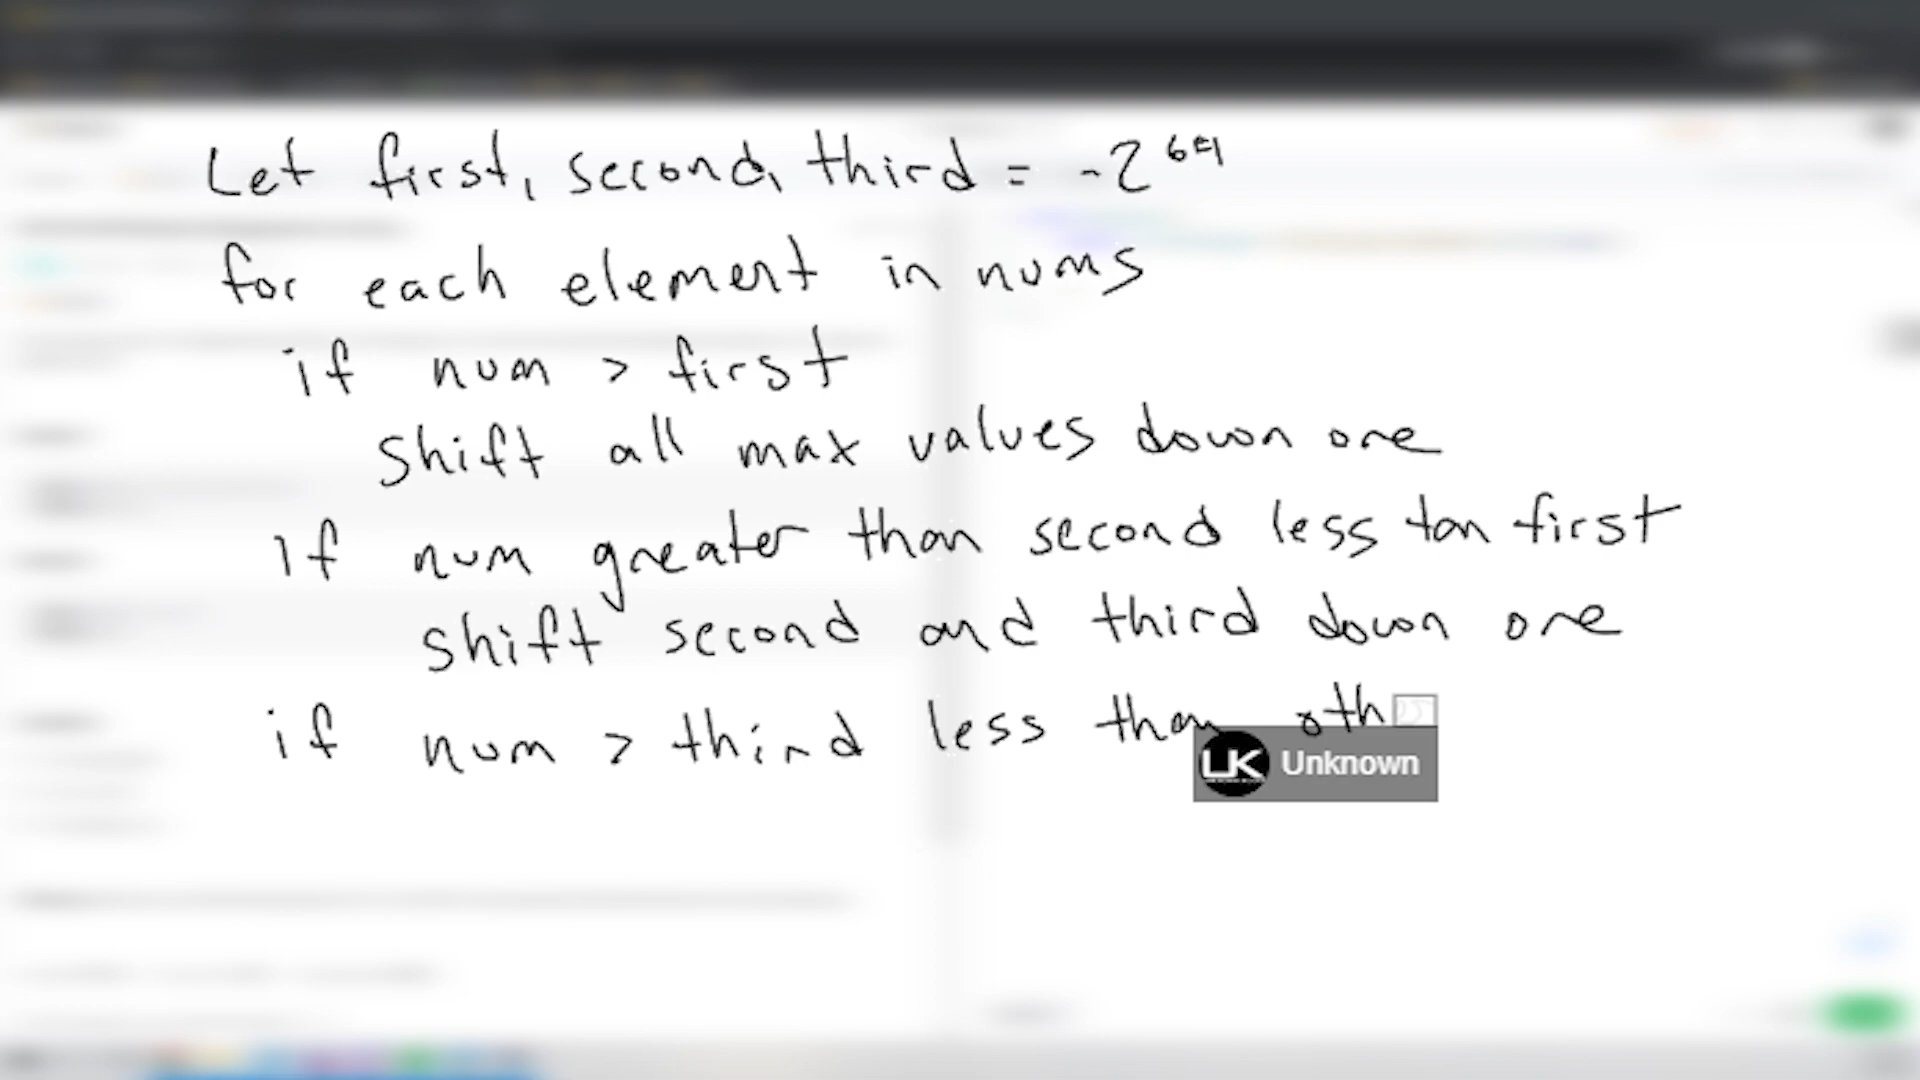 Let first, second, third = -2^64
for each element in nums
if num > first
shift all max values down one
if num greater than second less tan first
shift second and third down one
if num > third less than oth
UK Unknown